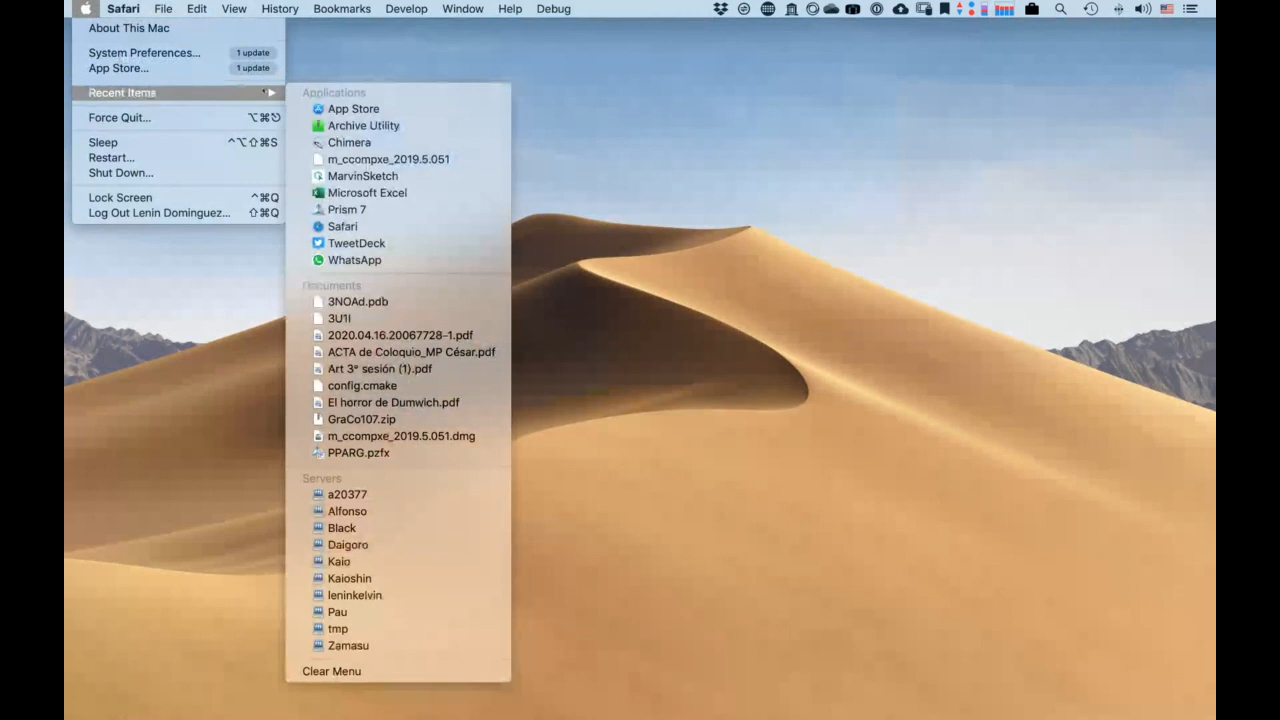 Safari File Edit View History Bookmarks Develop Window Help Debug
About This Mac
System Preferences... 1 update
App Store... 1 update
Recent Items ▶
Force Quit... ⌥⌘⎋
Sleep ^⌥⇧⌘S
Restart...
Shut Down...
Lock Screen ^⌘Q
Log Out Lenin Dominguez... ⇧⌘Q
Applications
App Store
Archive Utility
Chimera
m_ccompxe_2019.5.051
MarvinSketch
Microsoft Excel
Prism 7
Safari
TweetDeck
WhatsApp
Documents
3NOAd.pdb
3U1I
2020.04.16.20067728-1.pdf
ACTA de Coloquio_MP César.pdf
Art 3ª sesión (1).pdf
config.cmake
El horror de Dumwich.pdf
GraCo107.zip
m_ccompxe_2019.5.051.dmg
PPARG.pzfx
Servers
a20377
Alfonso
Black
Daigoro
Kaio
Kaioshin
leninkelvin
Pau
tmp
Zamasu
Clear Menu